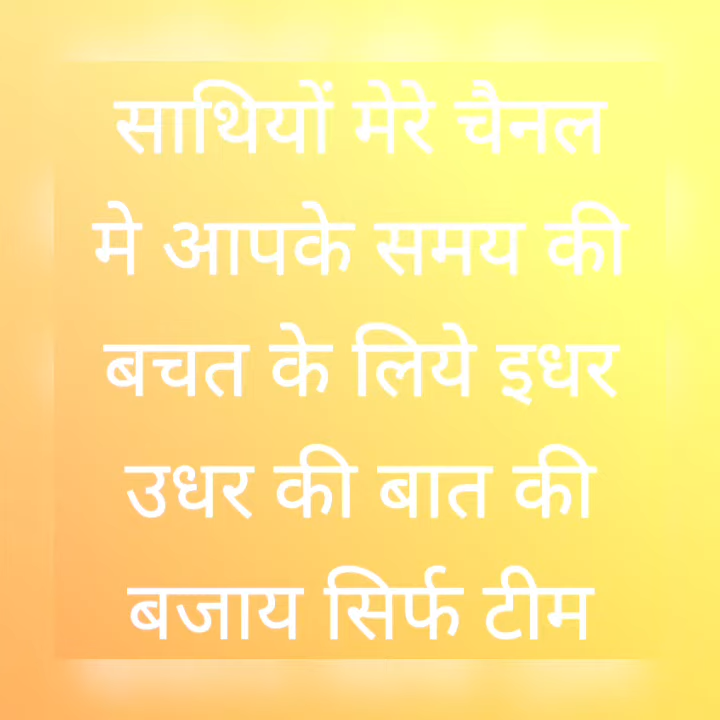 साथियों मेरे चैनल
मे आपके समय की
बचत के लिये इधर
उधर की बात की
बजाय सिर्फ टीम